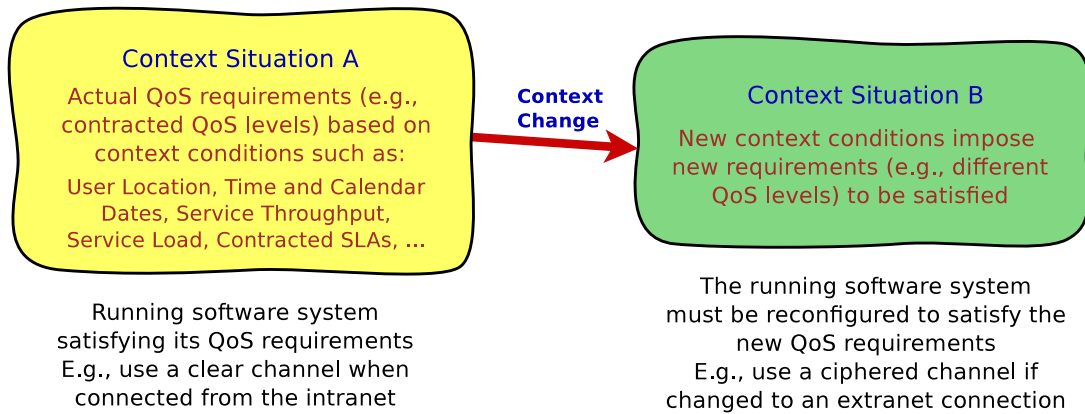 Context Situation A
Actual QoS requirements (e.g.,
contracted QoS levels) based on
context conditions such as:
User Location, Time and Calendar
Dates, Service Throughput,
Service Load, Contracted SLAs, ...
Context
Change
Context Situation B
New context conditions impose
new requirements (e.g., different
QoS levels) to be satisfied
Running software system
satisfying its QoS requirements
E.g., use a clear channel when
connected from the intranet
The running software system
must be reconfigured to satisfy the
new QoS requirements
E.g., use a ciphered channel if
changed to an extranet connection